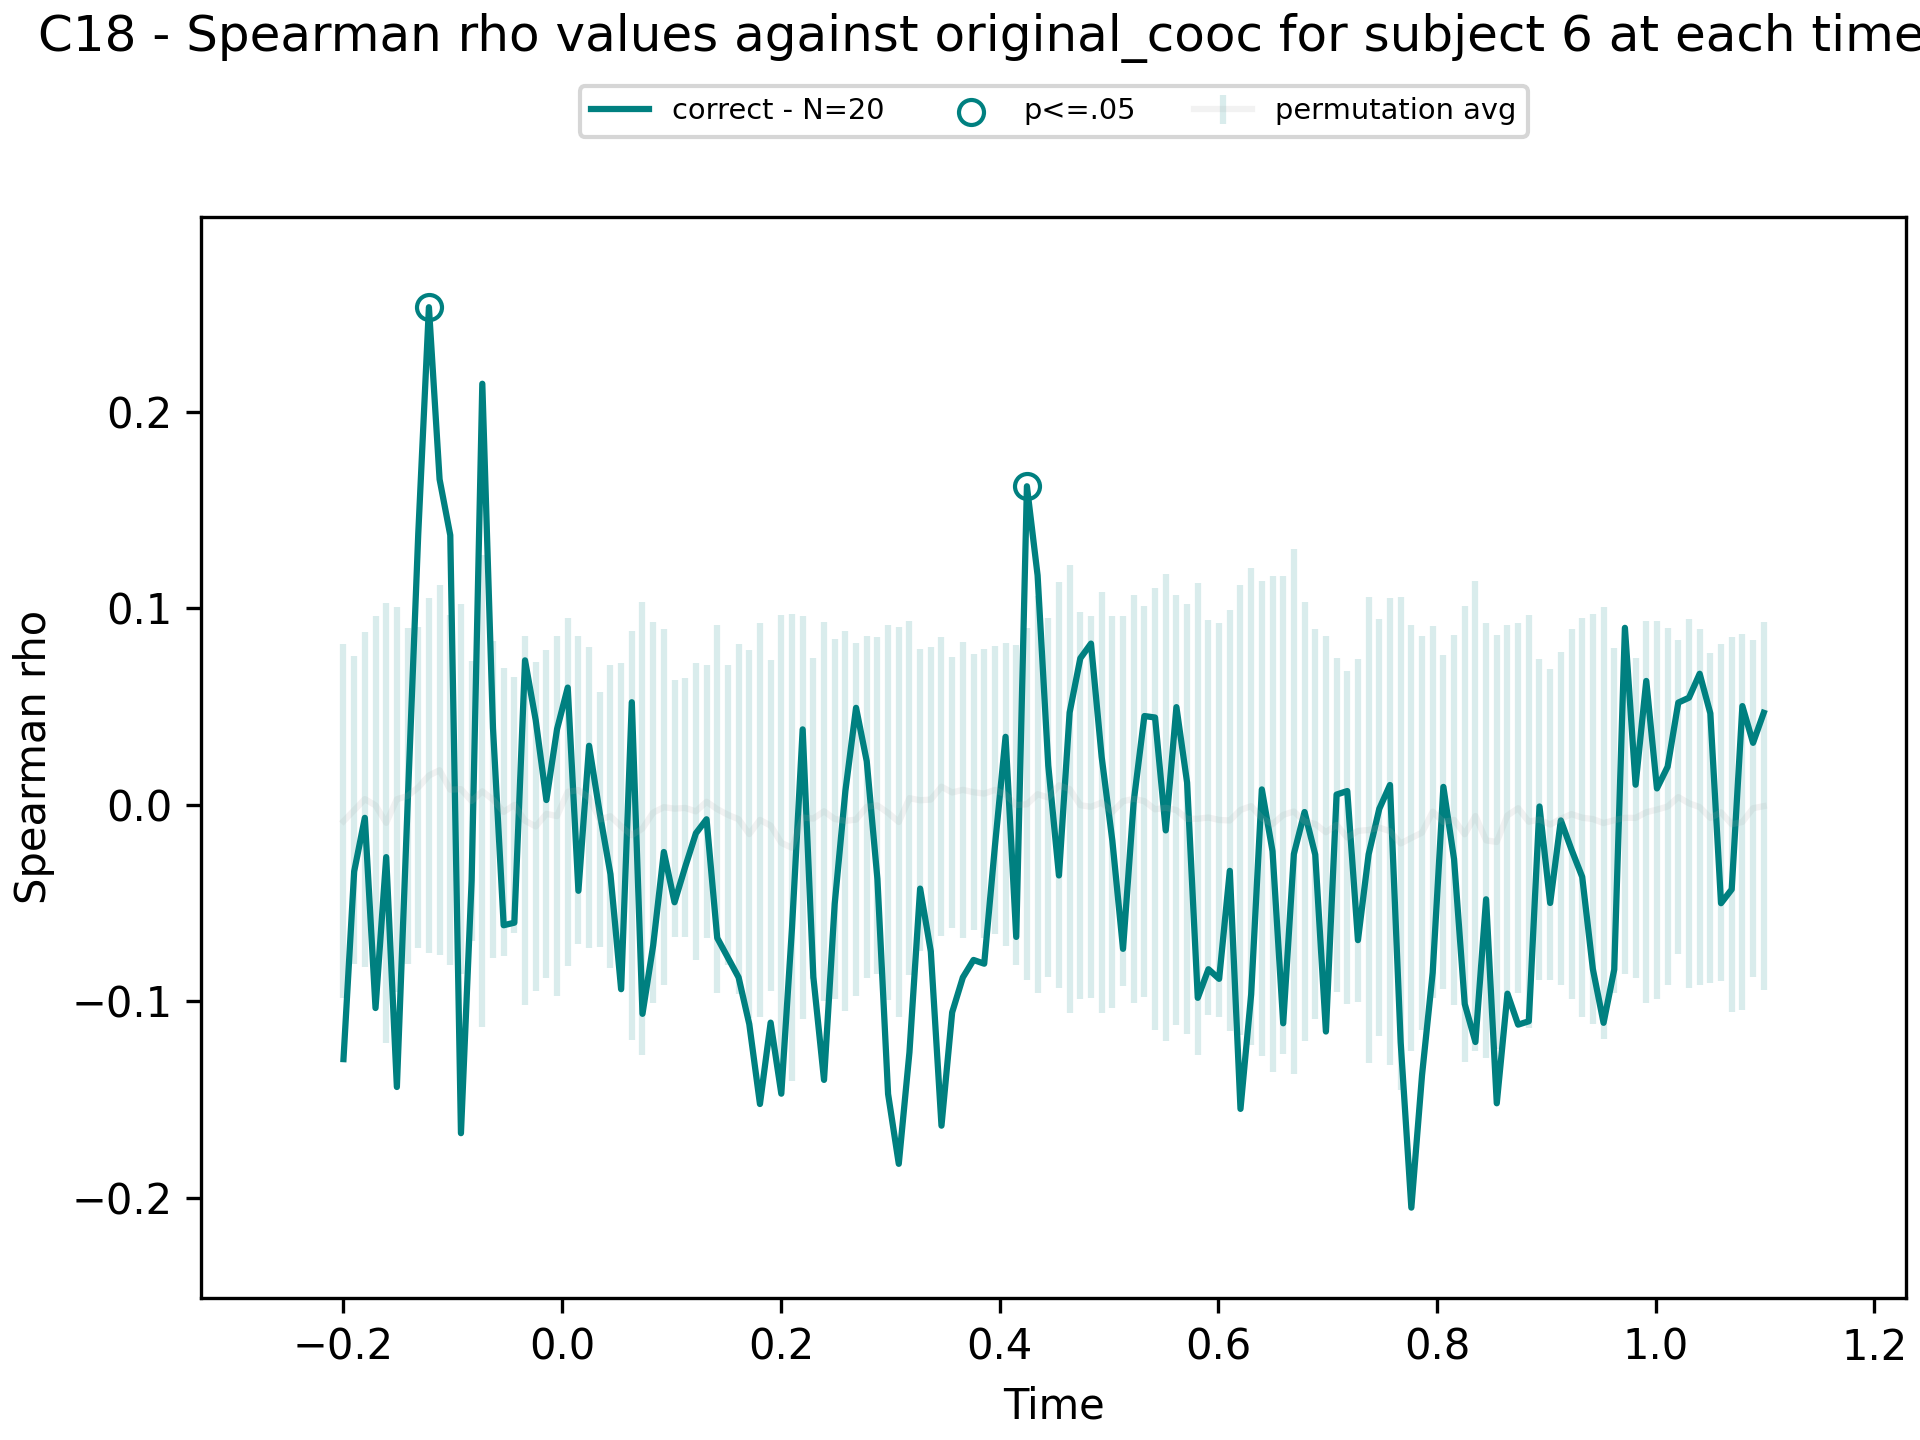 C18 - Spearman rho values against original_cooc for subject 6 at each time
correct - N=20 p<=.05 permutation avg
Spearman rho
0.2
0.1
0.0
−0.1
−0.2
−0.2 0.0 0.2 0.4 0.6 0.8 1.0 1.2
Time